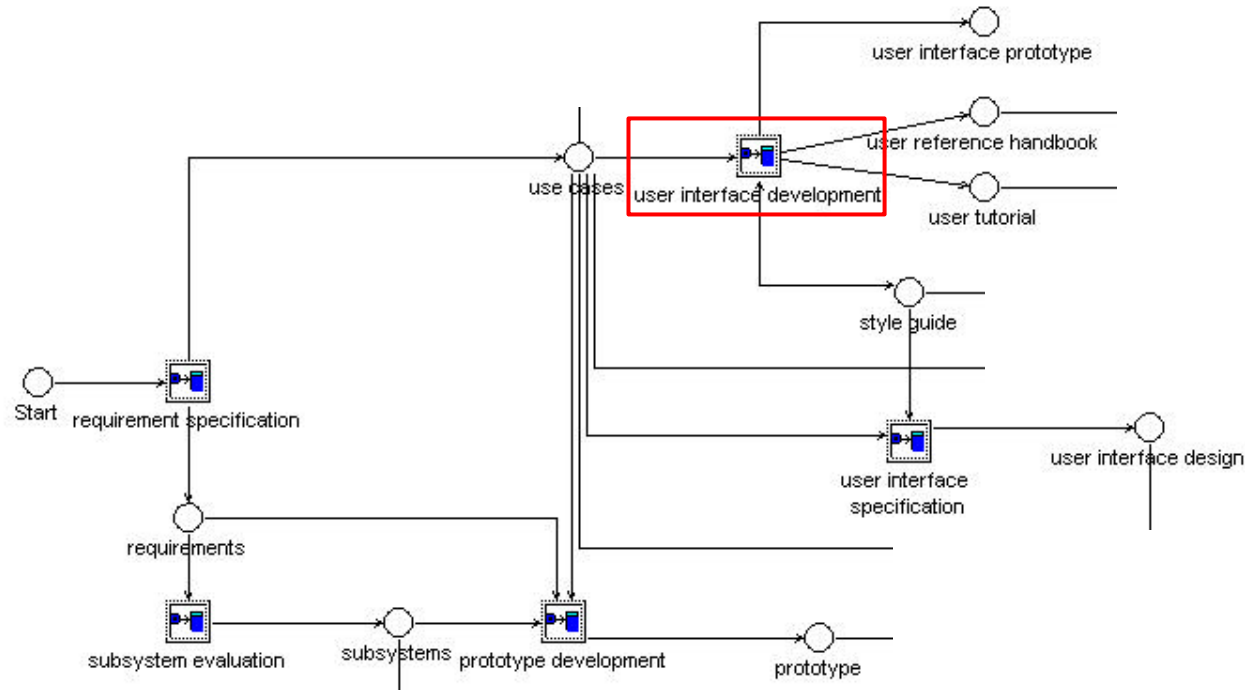 user interface prototype
user reference handbook
use cases
user interface development
user tutorial
style guide
Start
requirement specification
user interface
specification
user interface design
requirements
subsystem evaluation
subsystems
prototype development
prototype